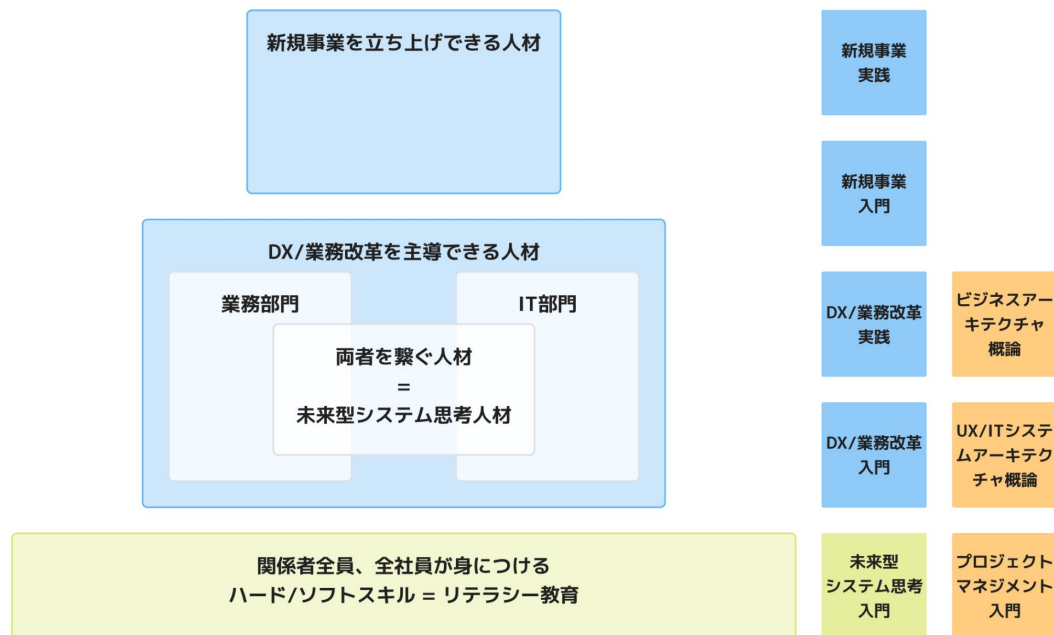 新規事業を立ち上げできる人材
新規事業
実践
新規事業
入門
DX/業務改革を主導できる人材
業務部門
IT部門
両者を繋ぐ人材
=
未来型システム思考人材
DX/業務改革
実践
ビジネスアー
キテクチャ
概論
DX/業務改革
入門
UX/ITシステ
ムアーキテク
チャ概論
関係者全員、全社員が身につける
ハード/ソフトスキル = リテラシー教育
未来型
システム思考
入門
プロジェクト
マネジメント
入門